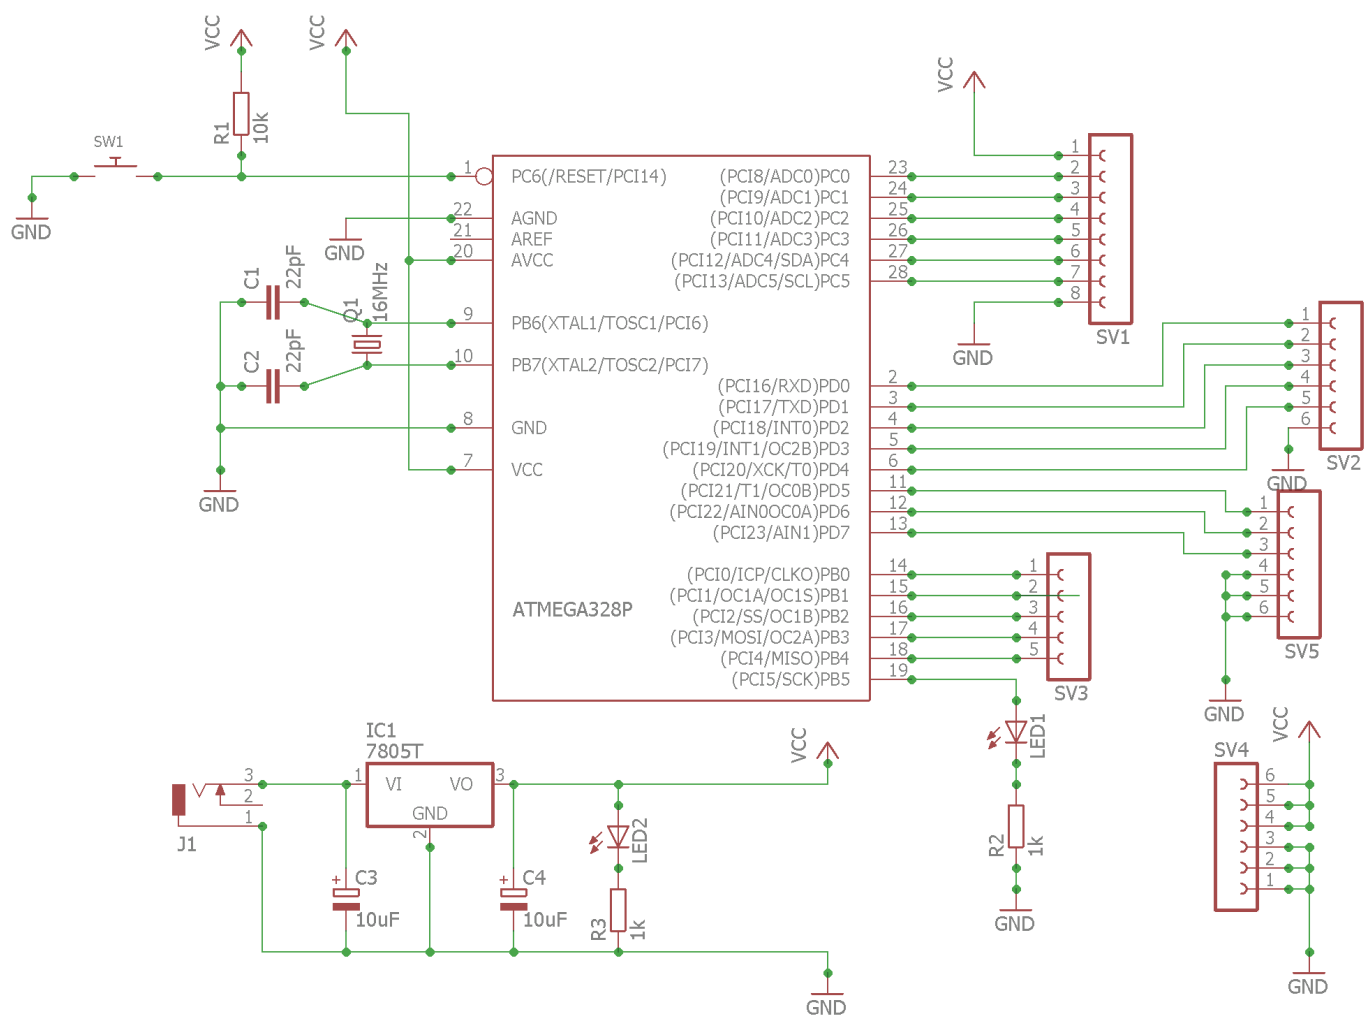 VCC
VCC
R1
10k
SW1
GND
GND
C1
22pF
C2
22pF
Q1
16MHz
GND
1 PC6(/RESET/PCI14)
22 AGND
21 AREF
20 AVCC
9 PB6(XTAL1/TOSC1/PCI6)
10 PB7(XTAL2/TOSC2/PCI7)
8 GND
7 VCC
ATMEGA328P
(PCI8/ADC0)PC0 23
(PCI9/ADC1)PC1 24
(PCI10/ADC2)PC2 25
(PCI11/ADC3)PC3 26
(PCI12/ADC4/SDA)PC4 27
(PCI13/ADC5/SCL)PC5 28
(PCI16/RXD)PD0 2
(PCI17/TXD)PD1 3
(PCI18/INT0)PD2 4
(PCI19/INT1/OC2B)PD3 5
(PCI20/XCK/T0)PD4 6
(PCI21/T1/OC0B)PD5 11
(PCI22/AIN0OC0A)PD6 12
(PCI23/AIN1)PD7 13
(PCI0/ICP/CLKO)PB0 14
(PCI1/OC1A/OC1S)PB1 15
(PCI2/SS/OC1B)PB2 16
(PCI3/MOSI/OC2A)PB3 17
(PCI4/MISO)PB4 18
(PCI5/SCK)PB5 19
VCC
1
2
3
4
5
6
7
8
SV1
GND
1
2
3
4
5
6
SV2
GND
1
2
3
4
5
6
SV5
GND
1
2
3
4
5
SV3
LED1
R2
1k
GND
VCC
SV4
6
5
4
3
2
1
GND
IC1
7805T
1 VI
VO 3
GND
2
3
2
1
J1
+ C3
10uF
+ C4
10uF
LED2
R3
1k
VCC
GND